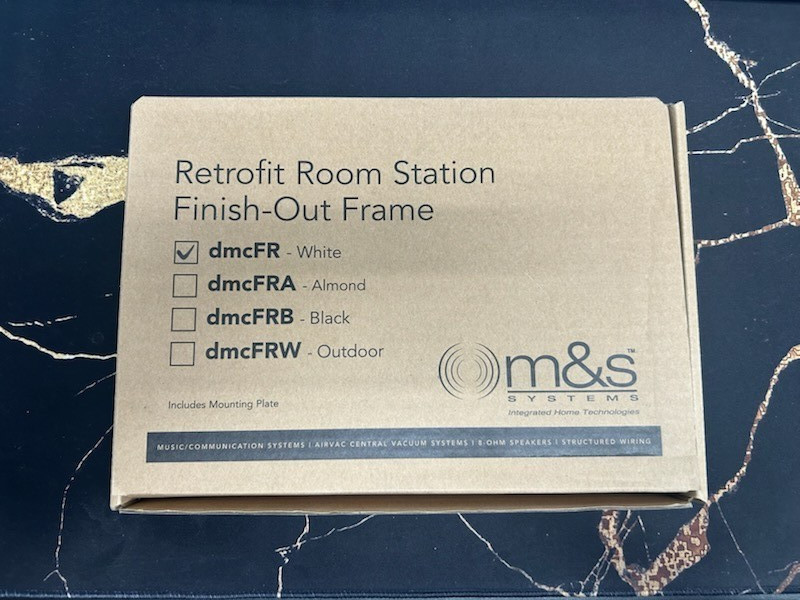 Retrofit Room Station
Finish-Out Frame
dmcFR - White
dmcFRA - Almond
dmcFRB - Black
dmcFRW - Outdoor
Includes Mounting Plate
m&s™
SYSTEMS
Integrated Home Technologies
MUSIC/COMMUNICATION SYSTEMS | AIRVAC CENTRAL VACUUM SYSTEMS | E-OHM SPEAKERS | STRUCTURED WIRING